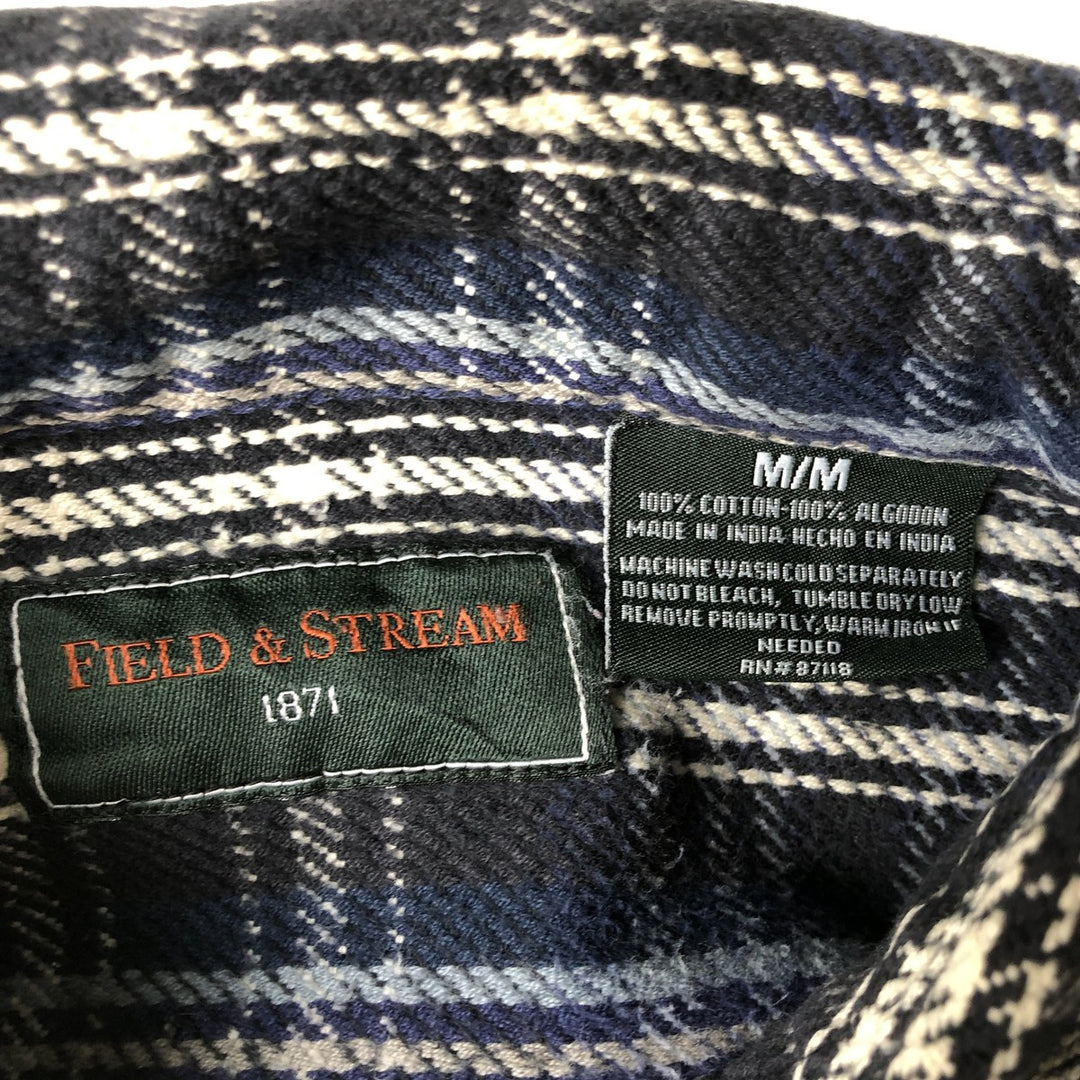 FIELD & STREAM
1871
M/M
100% COTTON-100% ALGODON
MADE IN INDIA HECHO EN INDIA
MACHINE WASH COLD SEPARATELY
DO NOT BLEACH, TUMBLE DRY LOW
REMOVE PROMPTLY, WARM IRON IF
NEEDED
RN# 87118